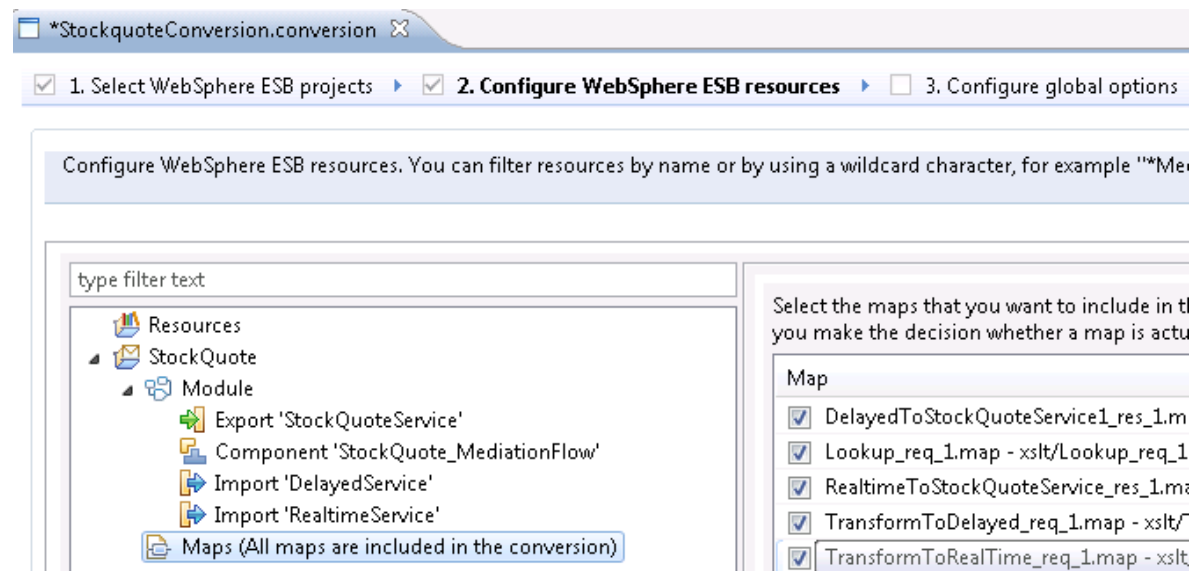 *StockquoteConversion.conversion
1. Select WebSphere ESB projects 2. Configure WebSphere ESB resources 3. Configure global options
Configure WebSphere ESB resources. You can filter resources by name or by using a wildcard character, for example "*Me
type filter text
Resources
StockQuote
Module
Export 'StockQuoteService'
Component 'StockQuote_MediationFlow'
Import 'DelayedService'
Import 'RealtimeService'
Maps (All maps are included in the conversion)
Select the maps that you want to include in
you make the decision whether a map is actu
Map
DelayedToStockQuoteService1_res_1.m
Lookup_req_1.map - xslt/Lookup_req_1
RealtimeToStockQuoteService_res_1.ma
TransformToDelayed_req_1.map - xslt/T
TransformToRealTime_req_1.map - xslt/